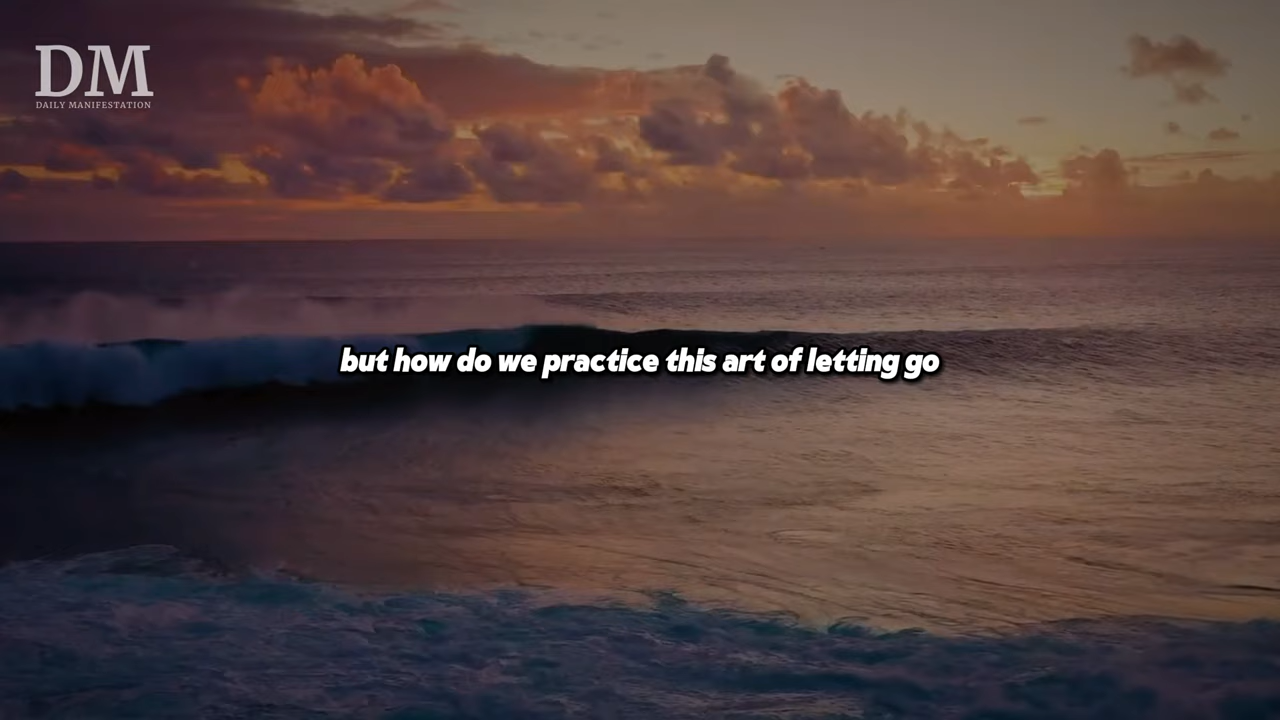 DM
DAILY MANIFESTATION
but how do we practice this art of letting go